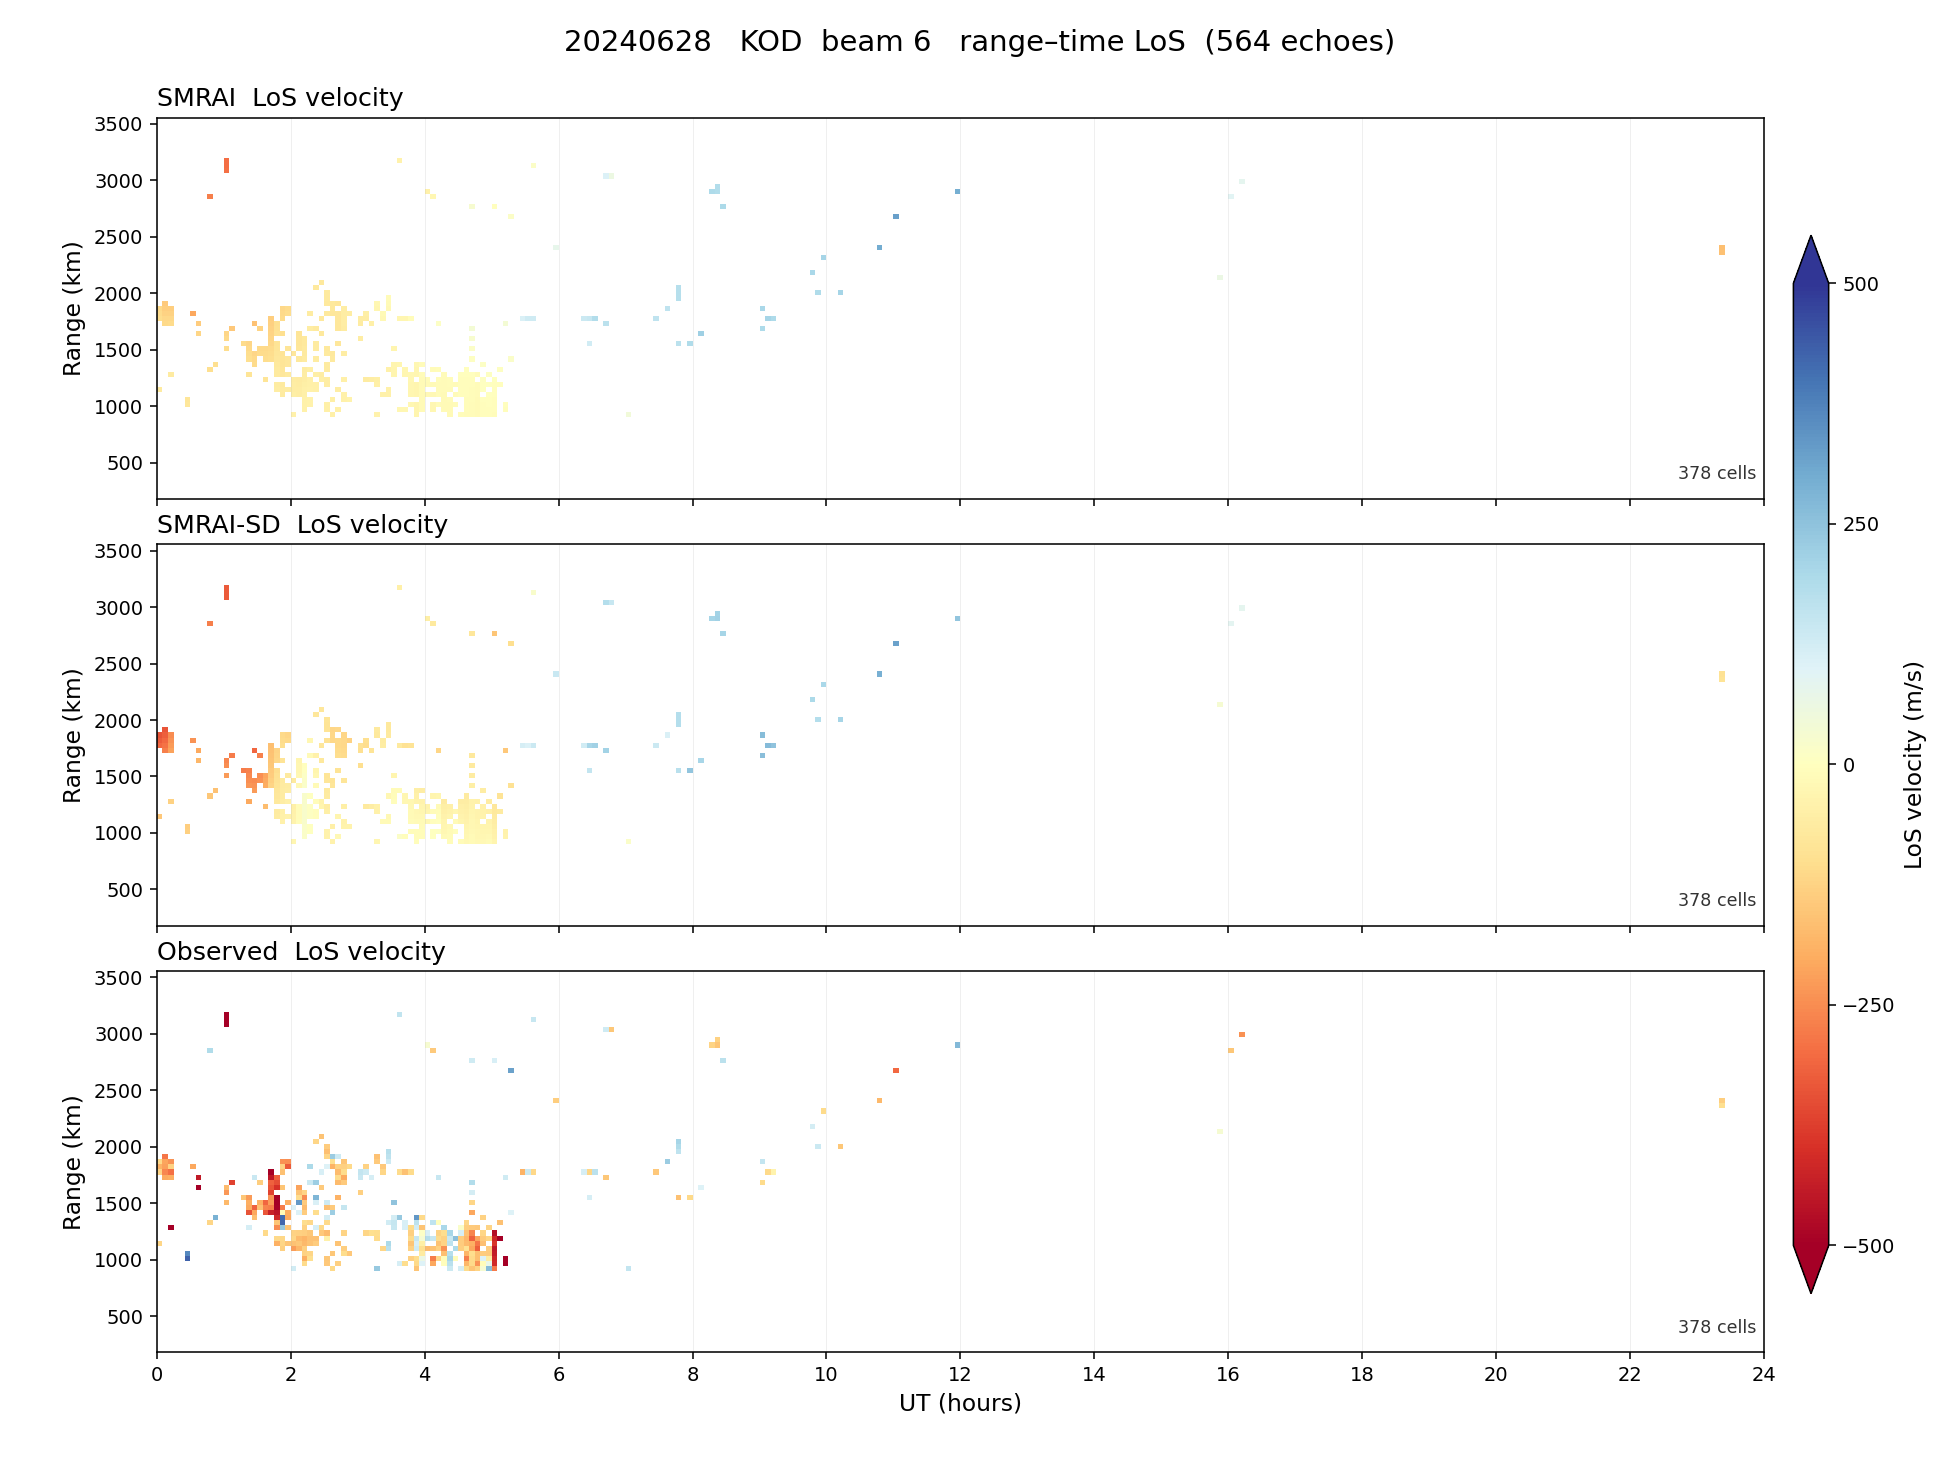 20240628   KOD  beam 6   range–time LoS  (564 echoes)
SMRAI  LoS velocity
3500
3000
2500
2000
1500
1000
500
Range (km)
378 cells
SMRAI-SD  LoS velocity
3500
3000
2500
2000
1500
1000
500
Range (km)
378 cells
Observed  LoS velocity
3500
3000
2500
2000
1500
1000
500
Range (km)
378 cells
0 2 4 6 8 10 12 14 16 18 20 22 24
UT (hours)
500
250
0
−250
−500
LoS velocity (m/s)